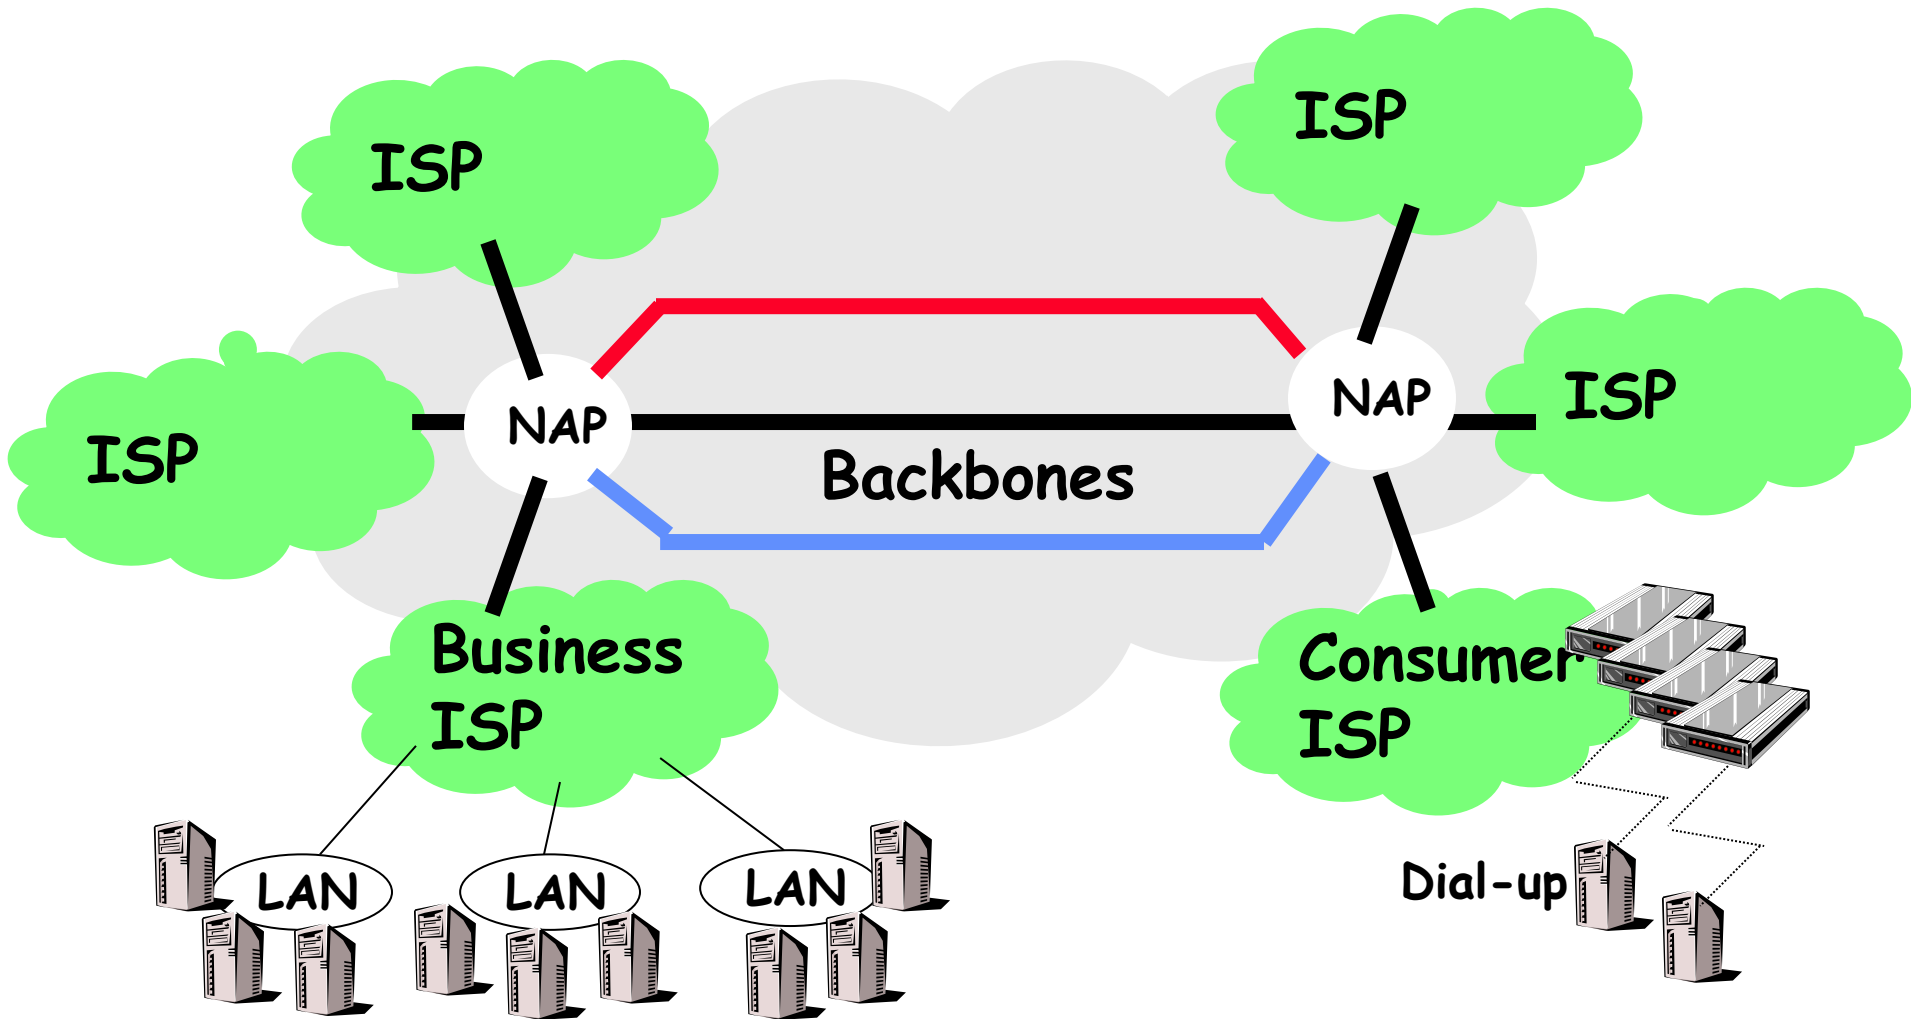 ISP
ISP
ISP
NAP
NAP
ISP
Backbones
Business
ISP
Consumer
ISP
LAN
LAN
LAN
Dial-up